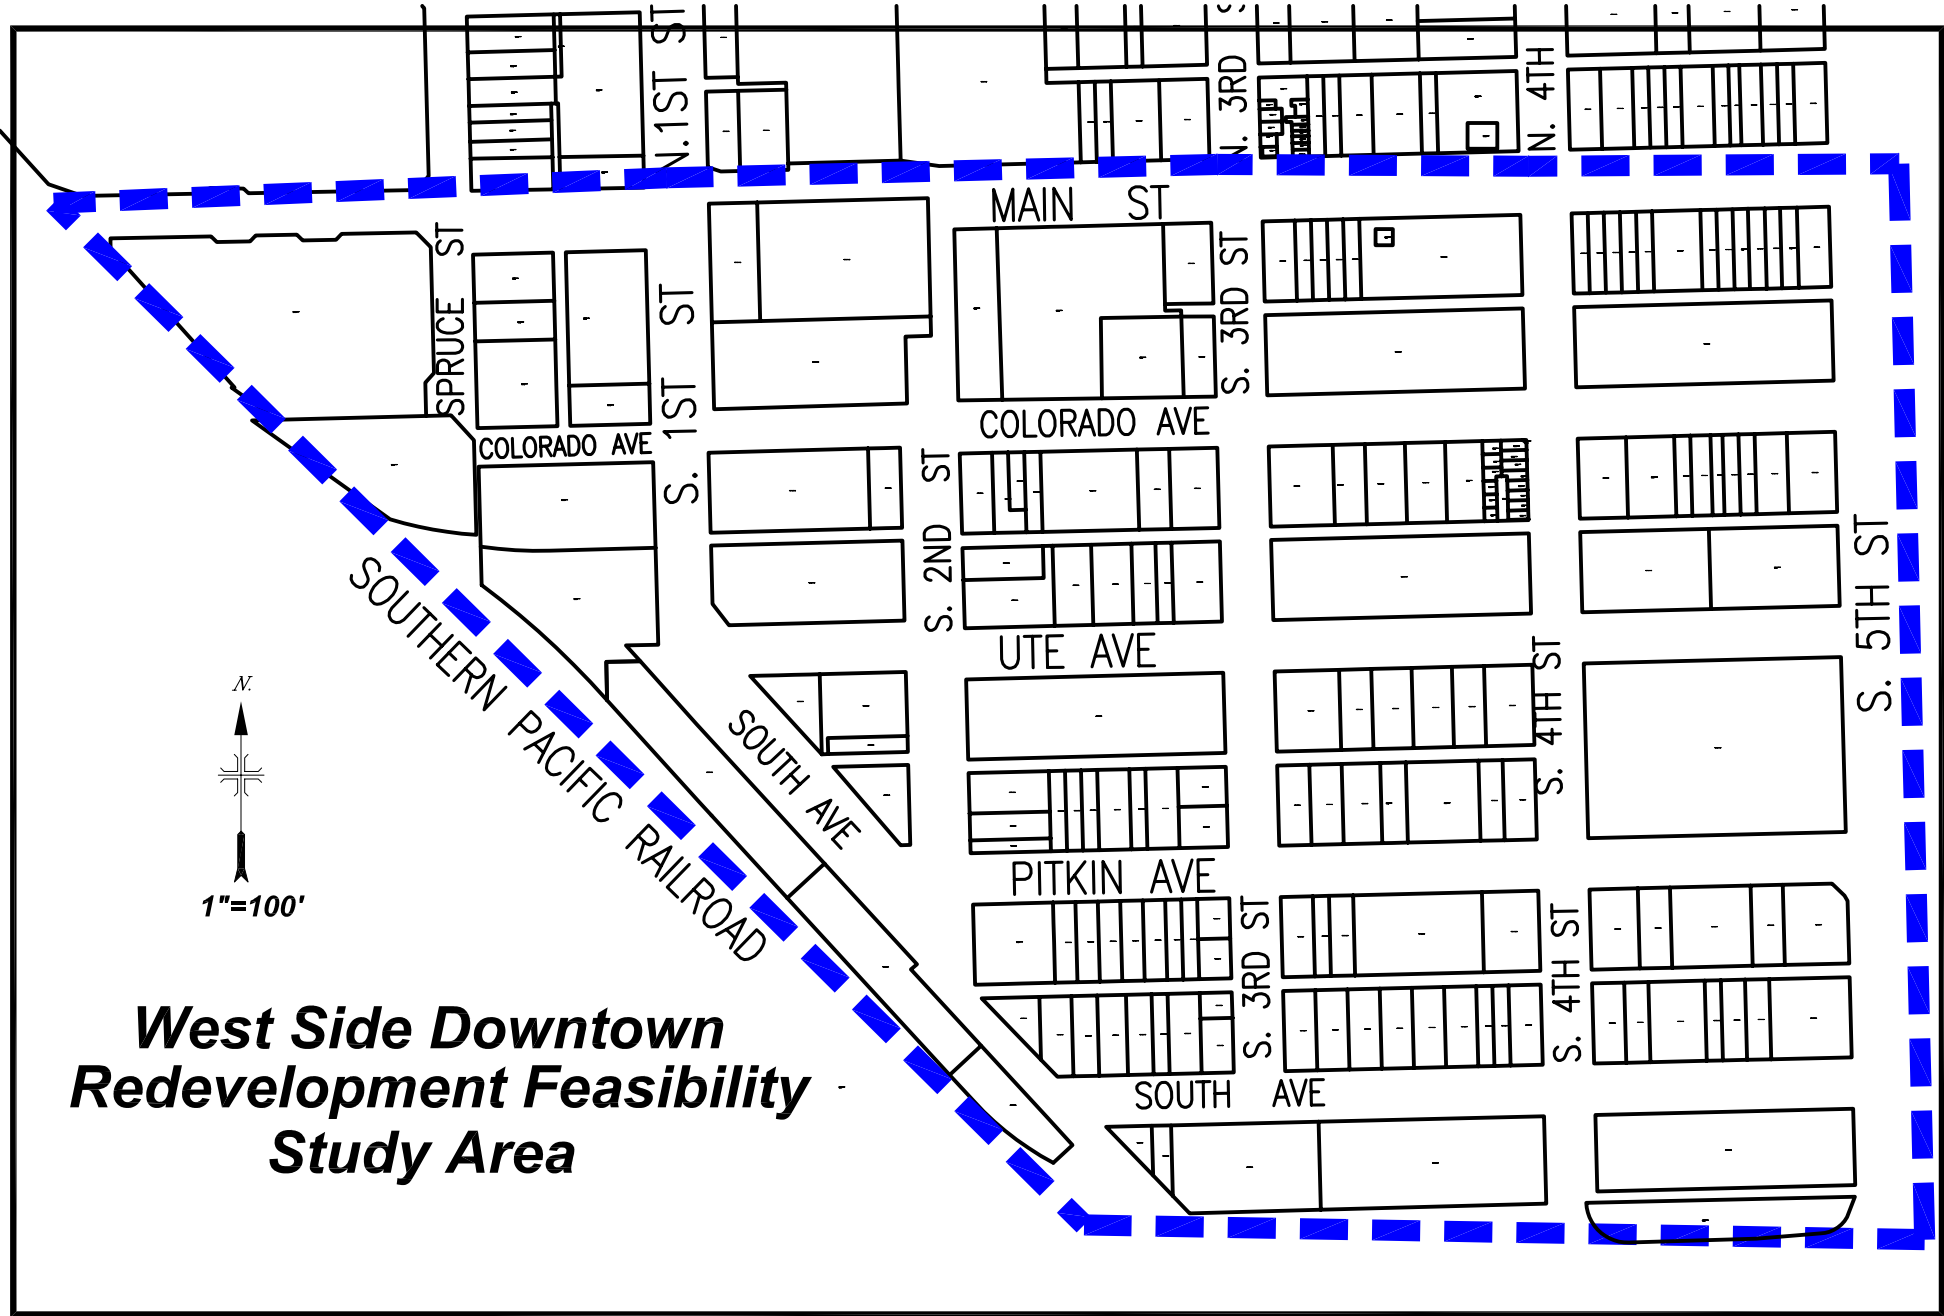 N. 1ST ST
N. 3RD S
N. 4TH
MAIN ST
SPRUCE ST
S. 1ST ST
S. 3RD ST
COLORADO AVE
COLORADO AVE
S. 2ND ST
S. 5TH ST
SOUTHERN PACIFIC RAILROAD
UTE AVE
S. 4TH ST
N.
SOUTH AVE
1"=100'
PITKIN AVE
S. 3RD ST
S. 4TH ST
West Side Downtown
Redevelopment Feasibility
Study Area
SOUTH AVE